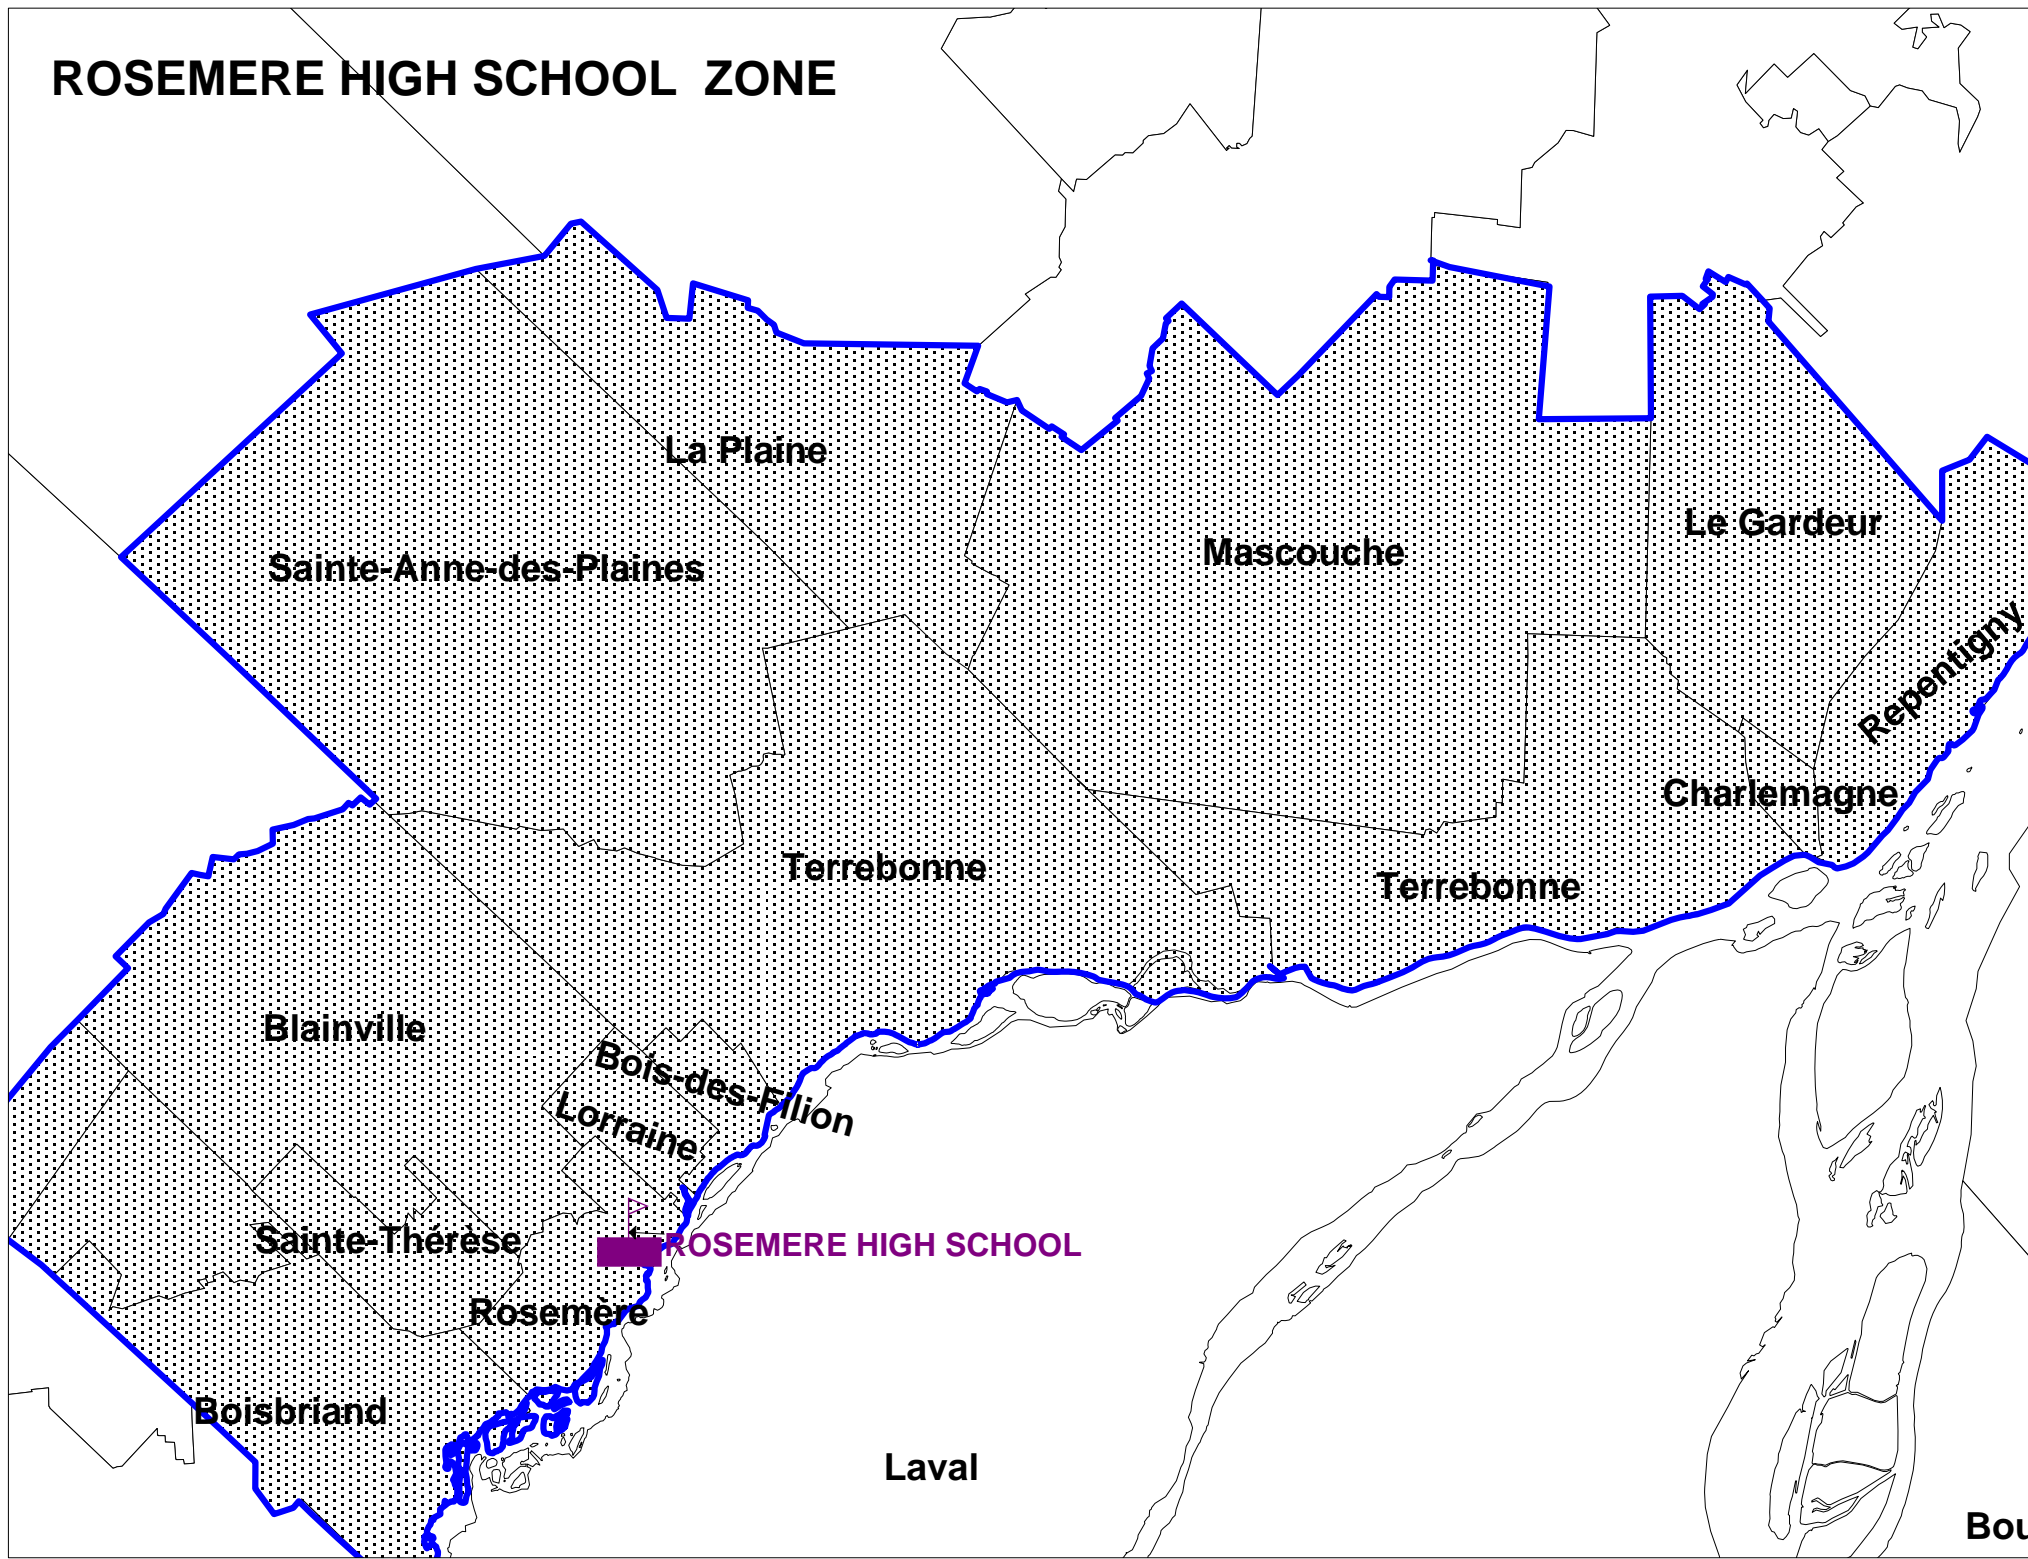 ROSEMERE HIGH SCHOOL ZONE
La Plaine
Le Gardeur
Mascouche
Sainte-Anne-des-Plaines
Repentigny
Charlemagne
Terrebonne
Terrebonne
Blainville
Bois-des-Filion
Lorraine
Sainte-Thérèse
ROSEMERE HIGH SCHOOL
Rosemère
Boisbriand
Laval
Bou